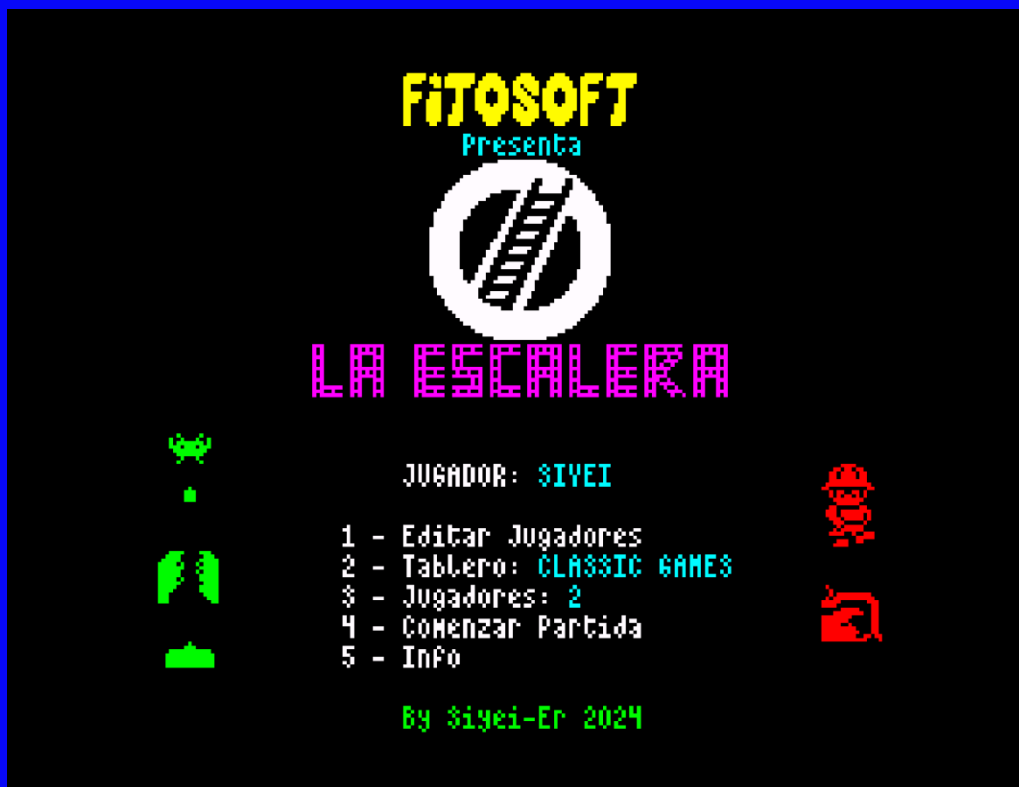 FiTOSOFT
Presenta
LA ESCALERA
JUGADOR: SIYEI
1 - Editar Jugadores
2 - Tablero: CLASSIC GAMES
3 - Jugadores: 2
4 - Comenzar Partida
5 - Info
By Siyei-Er 2024